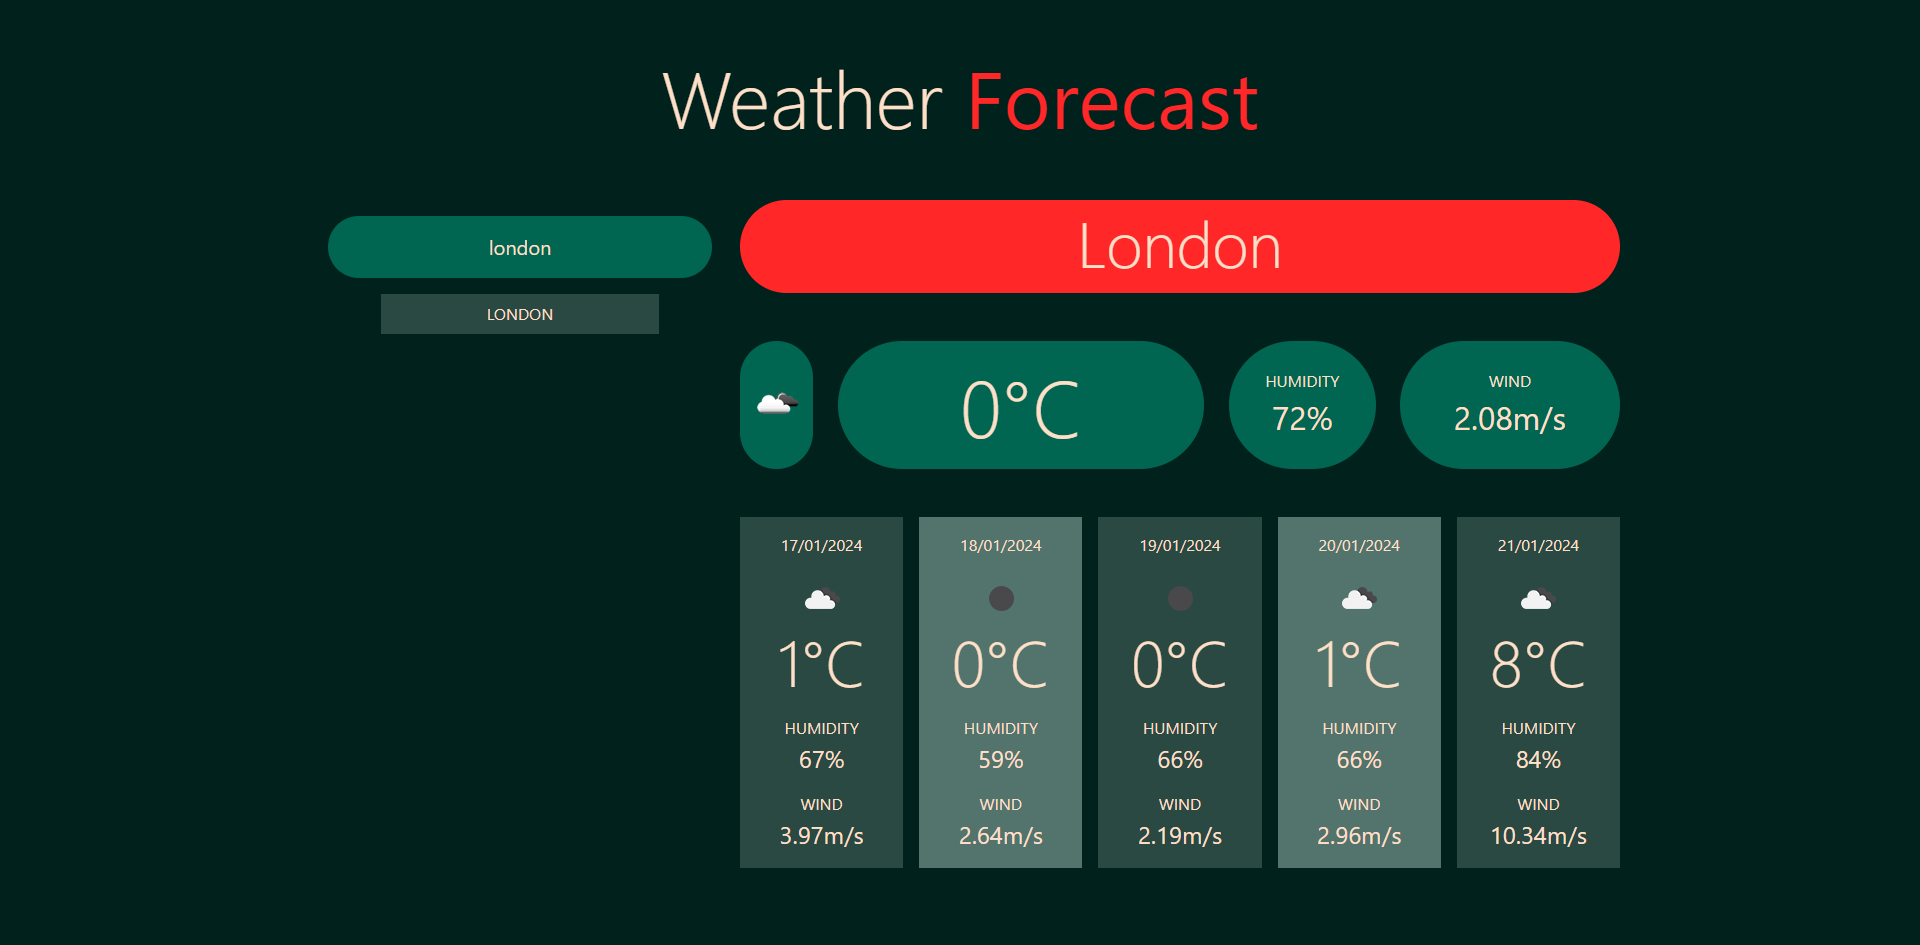 Weather Forecast
london
LONDON
London
0°C
HUMIDITY
72%
WIND
2.08m/s
17/01/2024
1°C
HUMIDITY
67%
WIND
3.97m/s
18/01/2024
0°C
HUMIDITY
59%
WIND
2.64m/s
19/01/2024
0°C
HUMIDITY
66%
WIND
2.19m/s
20/01/2024
1°C
HUMIDITY
66%
WIND
2.96m/s
21/01/2024
8°C
HUMIDITY
84%
WIND
10.34m/s